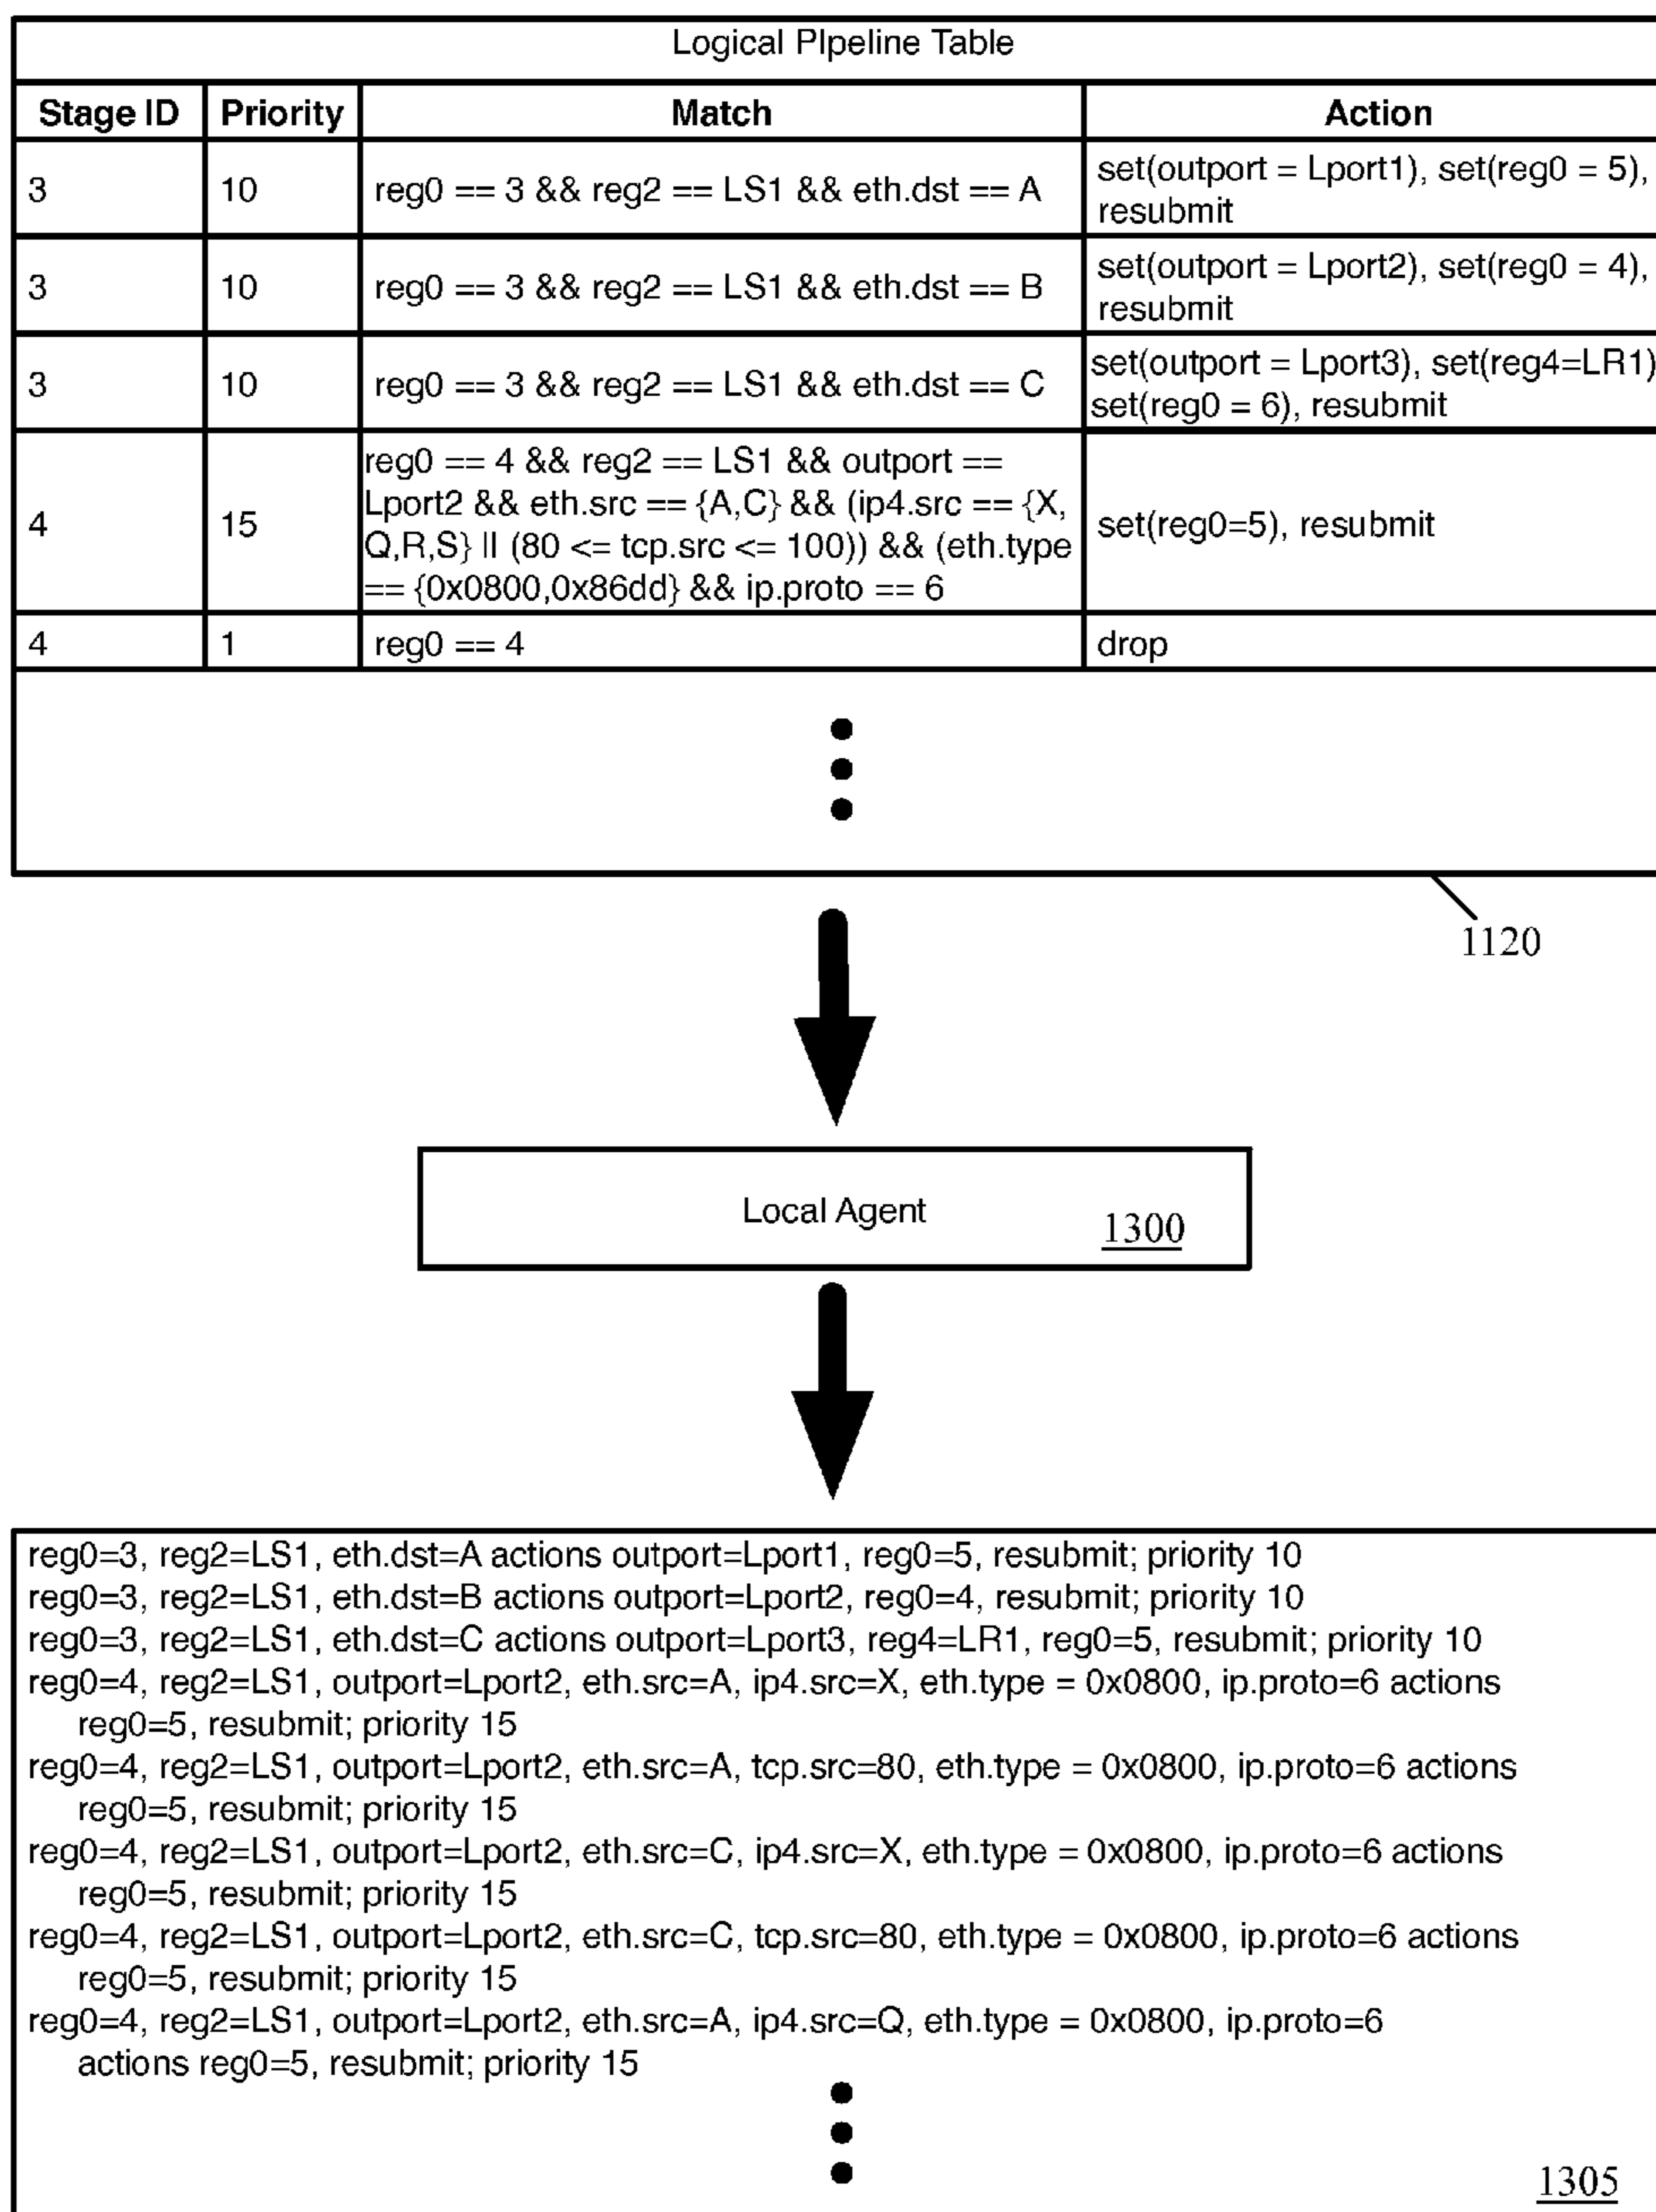 Logical PIpeline Table
Stage ID Priority Match Action
3 10 reg0 == 3 && reg2 == LS1 && eth.dst == A set(outport = Lport1), set(reg0 = 5),
resubmit
3 10 reg0 == 3 && reg2 == LS1 && eth.dst == B set(outport = Lport2), set(reg0 = 4),
resubmit
3 10 reg0 == 3 && reg2 == LS1 && eth.dst == C set(outport = Lport3), set(reg4=LR1)
set(reg0 = 6), resubmit
reg0 == 4 && reg2 == LS1 && outport ==
Lport2 && eth.src == {A,C} && (ip4.src == {X,
4 15 Q,R,S} II (80 <= tcp.src <= 100)) && (eth.type set(reg0=5), resubmit
== {0x0800,0x86dd} && ip.proto == 6
4 1 reg0 == 4 drop
1120
Local Agent 1300
reg0=3, reg2=LS1, eth.dst=A actions outport=Lport1, reg0=5, resubmit; priority 10
reg0=3, reg2=LS1, eth.dst=B actions outport=Lport2, reg0=4, resubmit; priority 10
reg0=3, reg2=LS1, eth.dst=C actions outport=Lport3, reg4=LR1, reg0=5, resubmit; priority 10
reg0=4, reg2=LS1, outport=Lport2, eth.src=A, ip4.src=X, eth.type = 0x0800, ip.proto=6 actions
reg0=5, resubmit; priority 15
reg0=4, reg2=LS1, outport=Lport2, eth.src=A, tcp.src=80, eth.type = 0x0800, ip.proto=6 actions
reg0=5, resubmit; priority 15
reg0=4, reg2=LS1, outport=Lport2, eth.src=C, ip4.src=X, eth.type = 0x0800, ip.proto=6 actions
reg0=5, resubmit; priority 15
reg0=4, reg2=LS1, outport=Lport2, eth.src=C, tcp.src=80, eth.type = 0x0800, ip.proto=6 actions
reg0=5, resubmit; priority 15
reg0=4, reg2=LS1, outport=Lport2, eth.src=A, ip4.src=Q, eth.type = 0x0800, ip.proto=6
actions reg0=5, resubmit; priority 15
1305